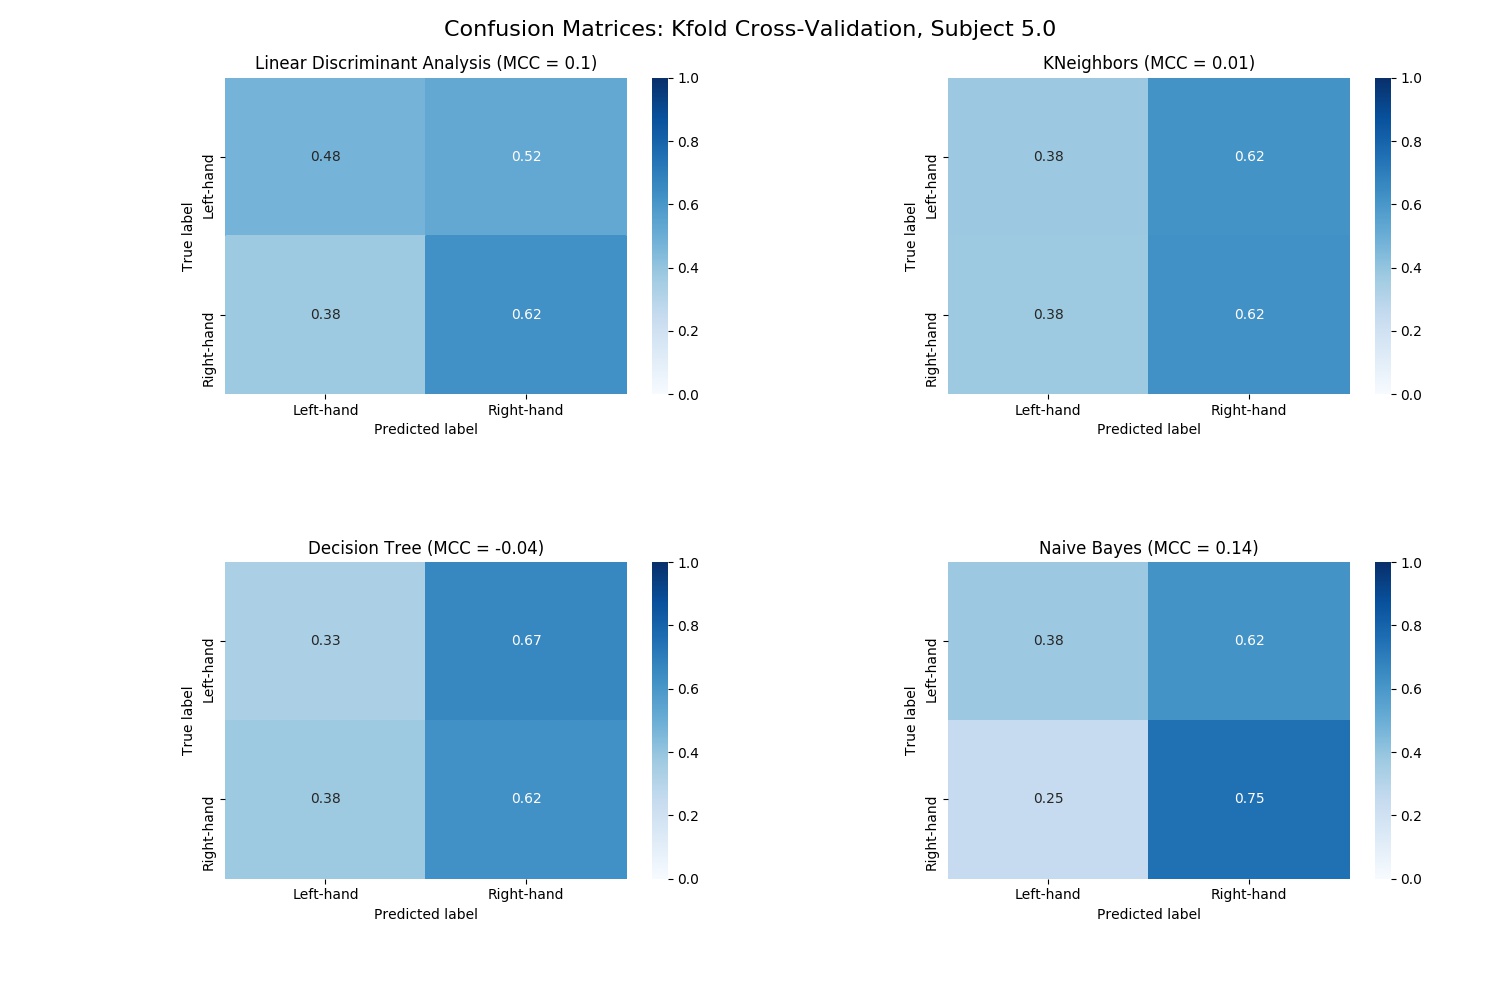 Confusion Matrices: Kfold Cross-Validation, Subject 5.0
Linear Discriminant Analysis (MCC = 0.1)
True label
Left-hand
Right-hand
0.48
0.52
0.38
0.62
Left-hand
Right-hand
Predicted label
1.0
0.8
0.6
0.4
0.2
0.0
KNeighbors (MCC = 0.01)
True label
Left-hand
Right-hand
0.38
0.62
0.38
0.62
Left-hand
Right-hand
Predicted label
1.0
0.8
0.6
0.4
0.2
0.0
Decision Tree (MCC = -0.04)
True label
Left-hand
Right-hand
0.33
0.67
0.38
0.62
Left-hand
Right-hand
Predicted label
1.0
0.8
0.6
0.4
0.2
0.0
Naive Bayes (MCC = 0.14)
True label
Left-hand
Right-hand
0.38
0.62
0.25
0.75
Left-hand
Right-hand
Predicted label
1.0
0.8
0.6
0.4
0.2
0.0